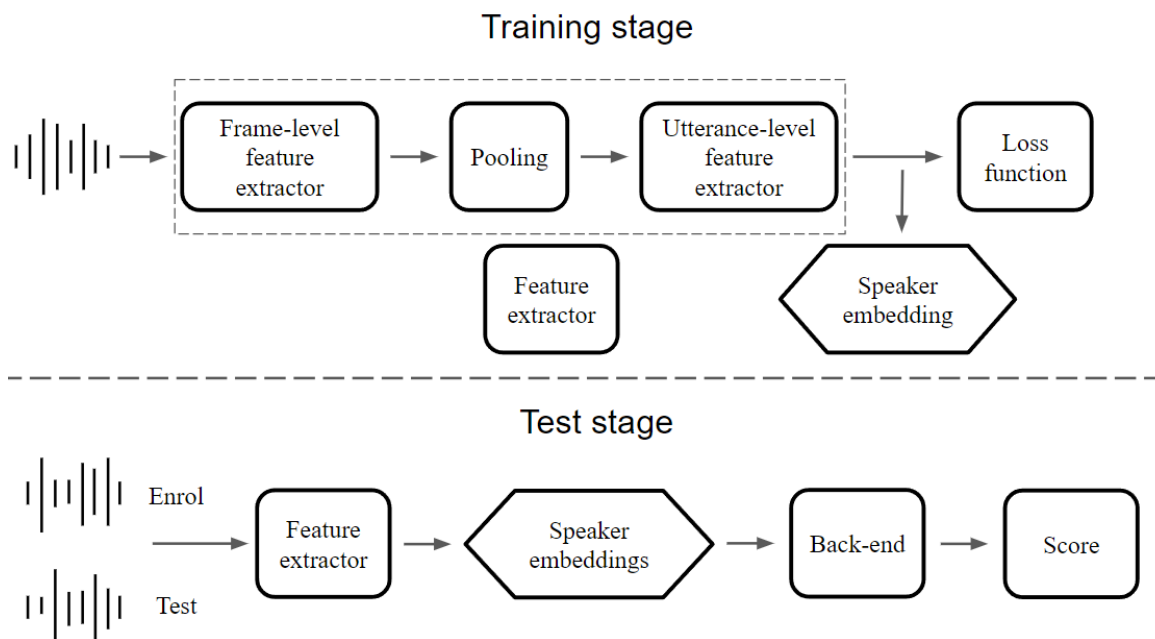 Training stage
Frame-level
feature
extractor
Pooling
Utterance-level
feature
extractor
Loss
function
Feature
extractor
Speaker
embedding
Test stage
Enrol
Test
Feature
extractor
Speaker
embeddings
Back-end
Score